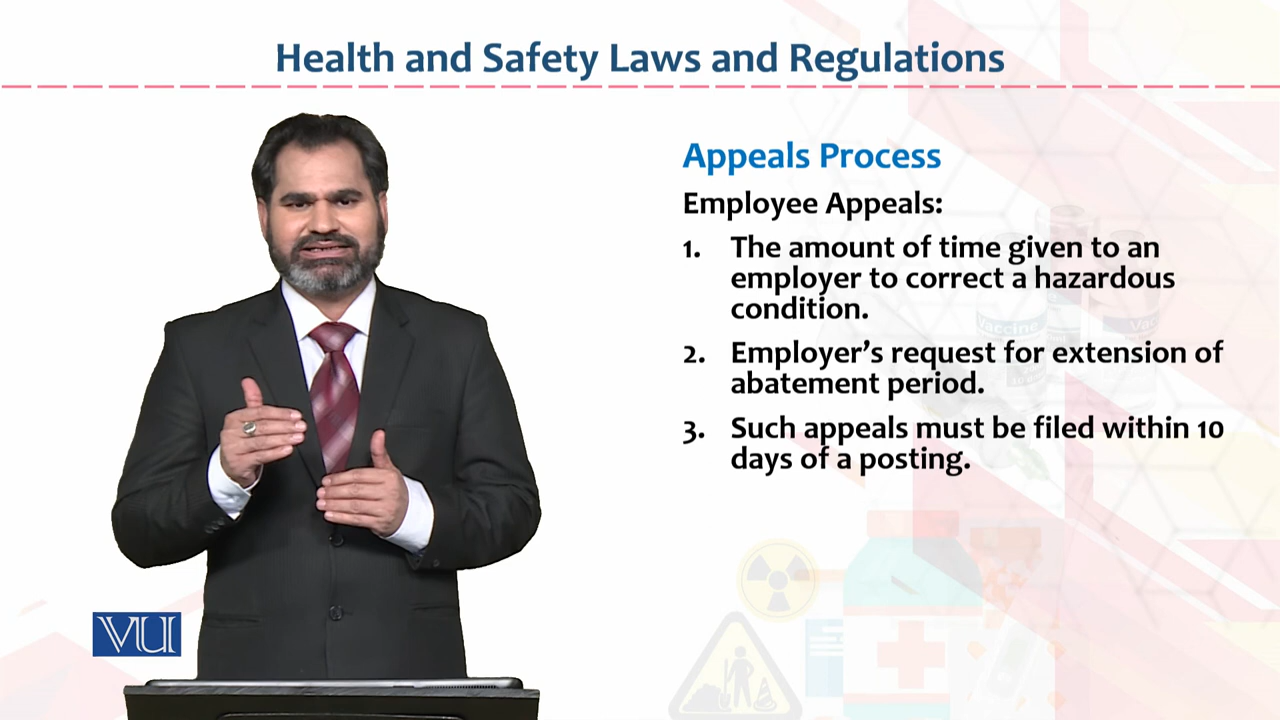 Health and Safety Laws and Regulations
Appeals Process
Employee Appeals:
1. The amount of time given to an
employer to correct a hazardous
condition.
2. Employer’s request for extension of
abatement period.
3. Such appeals must be filed within 10
days of a posting.
Vaccine
VU